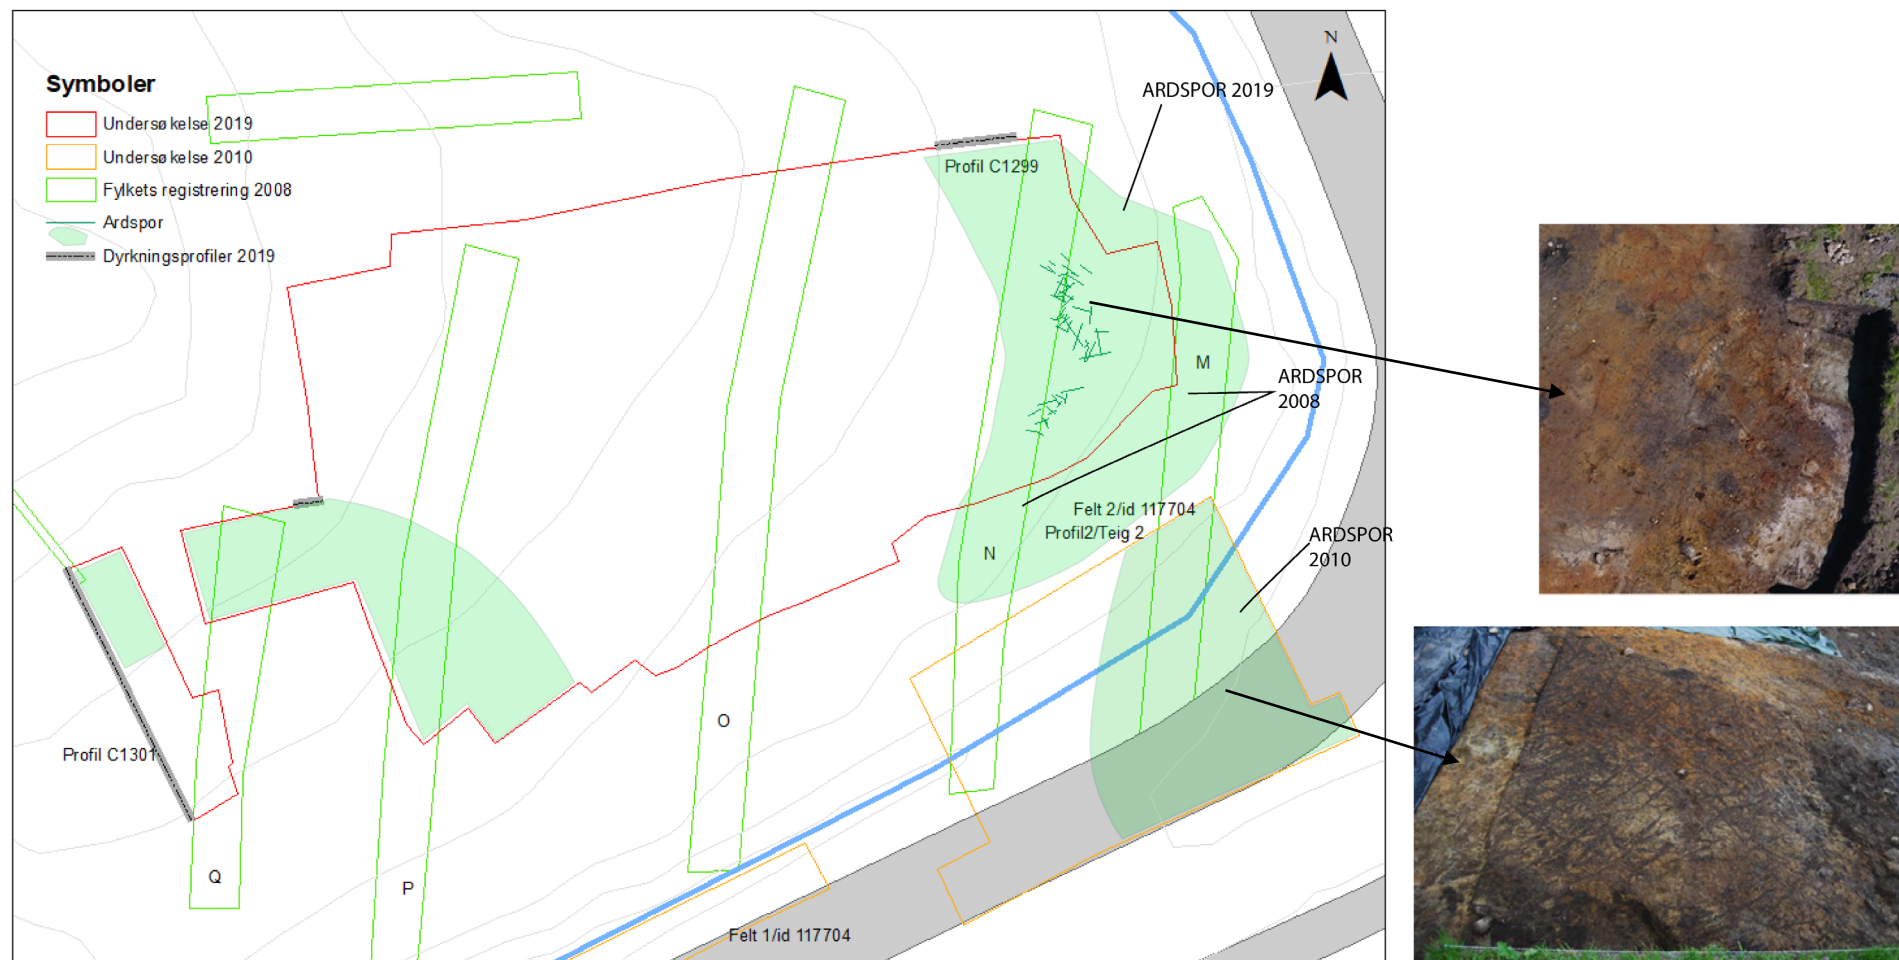 Symboler
Undersøkelse 2019
Undersøkelse 2010
Fylkets registrering 2008
Ardspor
Dyrkningsprofiler 2019
N
ARDSPOR 2019
Profil C1299
M
ARDSPOR
2008
Felt 2/id 117704
Profil2/Teig 2
N
ARDSPOR
2010
O
Profil C1301
Q
P
Felt 1/id 117704